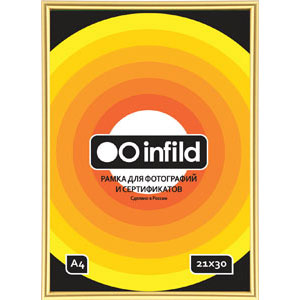 infild
РАМКА ДЛЯ ФОТОГРАФИЙ
И СЕРТИФИКАТОВ
Сделано в России
A4
21x30